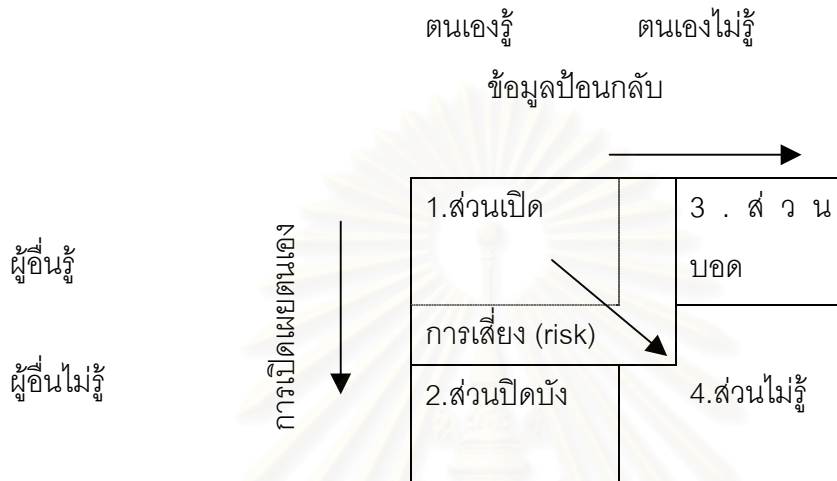 ตนเองรู้ ตนเองไม่รู้
ข้อมูลป้อนกลับ
1.ส่วนเปิด 3 . ส่ ว น
ผู้อื่นรู้ บอด
การเปิดเผยตนเอง
การเสี่ยง (risk)
ผู้อื่นไม่รู้ 2.ส่วนปิดบัง 4.ส่วนไม่รู้